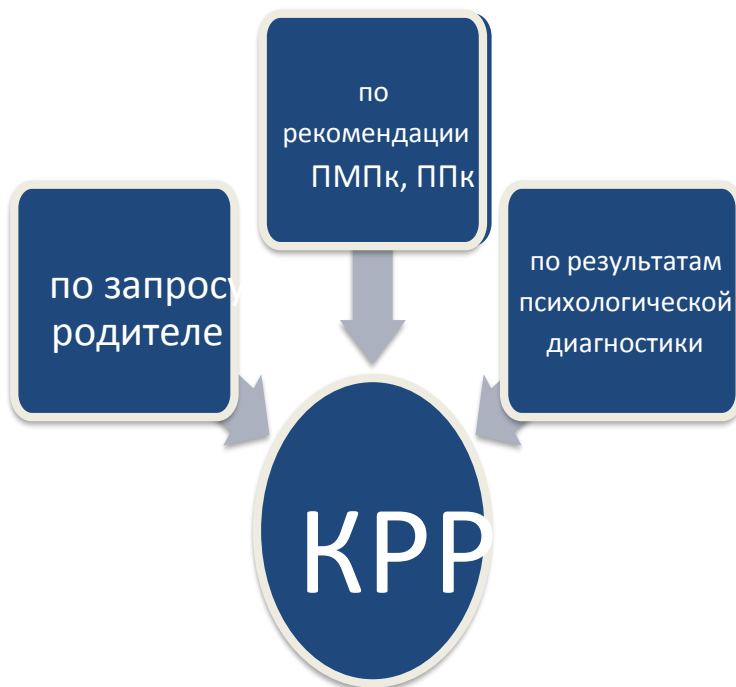 по
рекомендации
ПМПк, ППк
по запросу
родителе
по результатам
психологической
диагностики
КРР